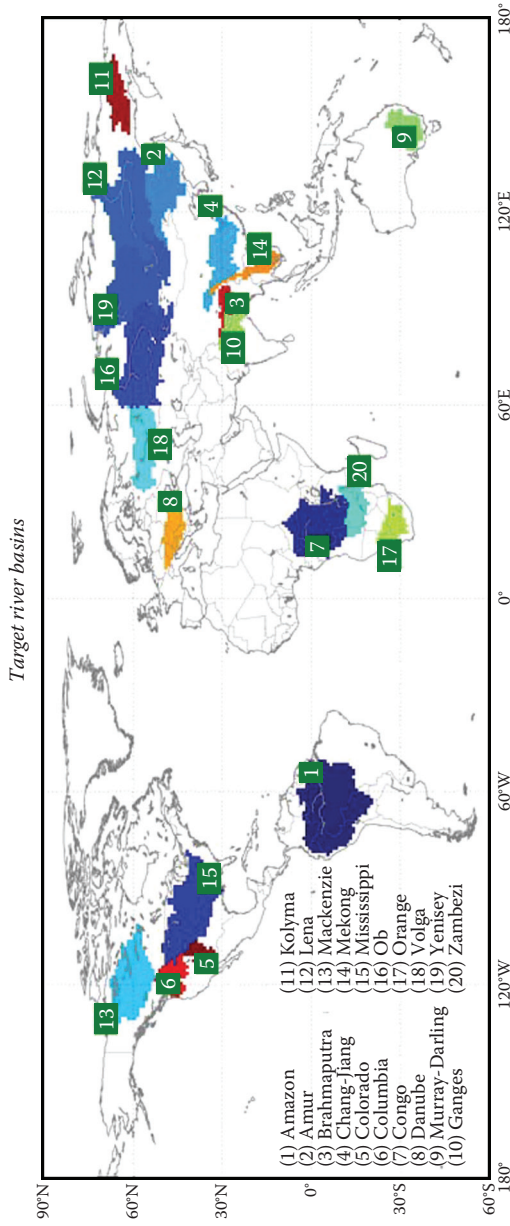 Target river basins
90°N
60°N
30°N
0°
30°S
60°S
180°
120°W
60°W
0°
60°E
120°E
180°
13
6
5
15
1
8
18
16
19
12
11
2
4
14
3
10
7
20
17
9
(1) Amazon
(2) Amur
(3) Brahmaputra
(4) Chang-Jiang
(5) Colorado
(6) Columbia
(7) Congo
(8) Danube
(9) Murray-Darling
(10) Ganges
(11) Kolyma
(12) Lena
(13) Mackenzie
(14) Mekong
(15) Mississippi
(16) Ob
(17) Orange
(18) Volga
(19) Yenisey
(20) Zambezi